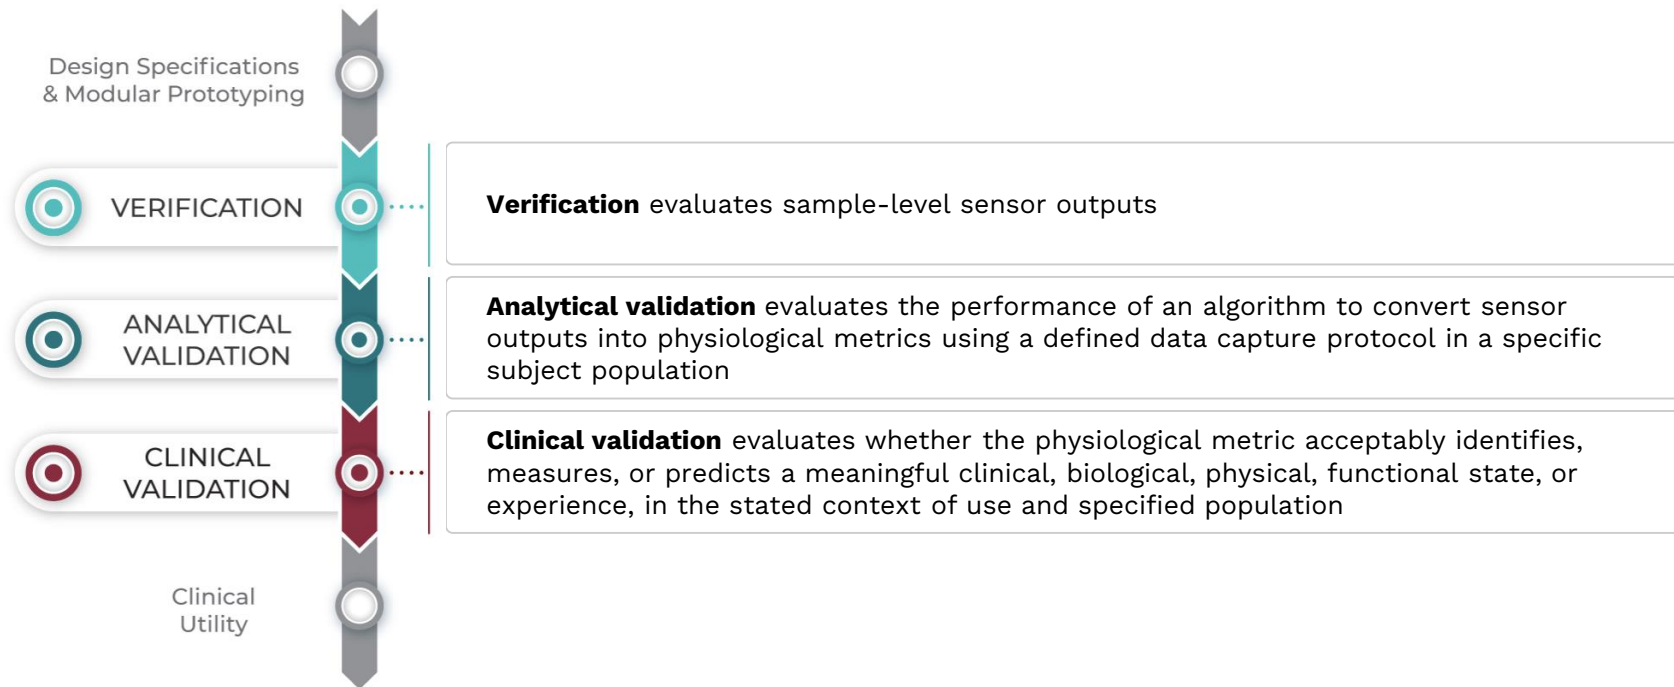 Design Specifications
& Modular Prototyping
VERIFICATION
Verification evaluates sample-level sensor outputs
ANALYTICAL
VALIDATION
Analytical validation evaluates the performance of an algorithm to convert sensor
outputs into physiological metrics using a defined data capture protocol in a specific
subject population
CLINICAL
VALIDATION
Clinical validation evaluates whether the physiological metric acceptably identifies,
measures, or predicts a meaningful clinical, biological, physical, functional state, or
experience, in the stated context of use and specified population
Clinical
Utility